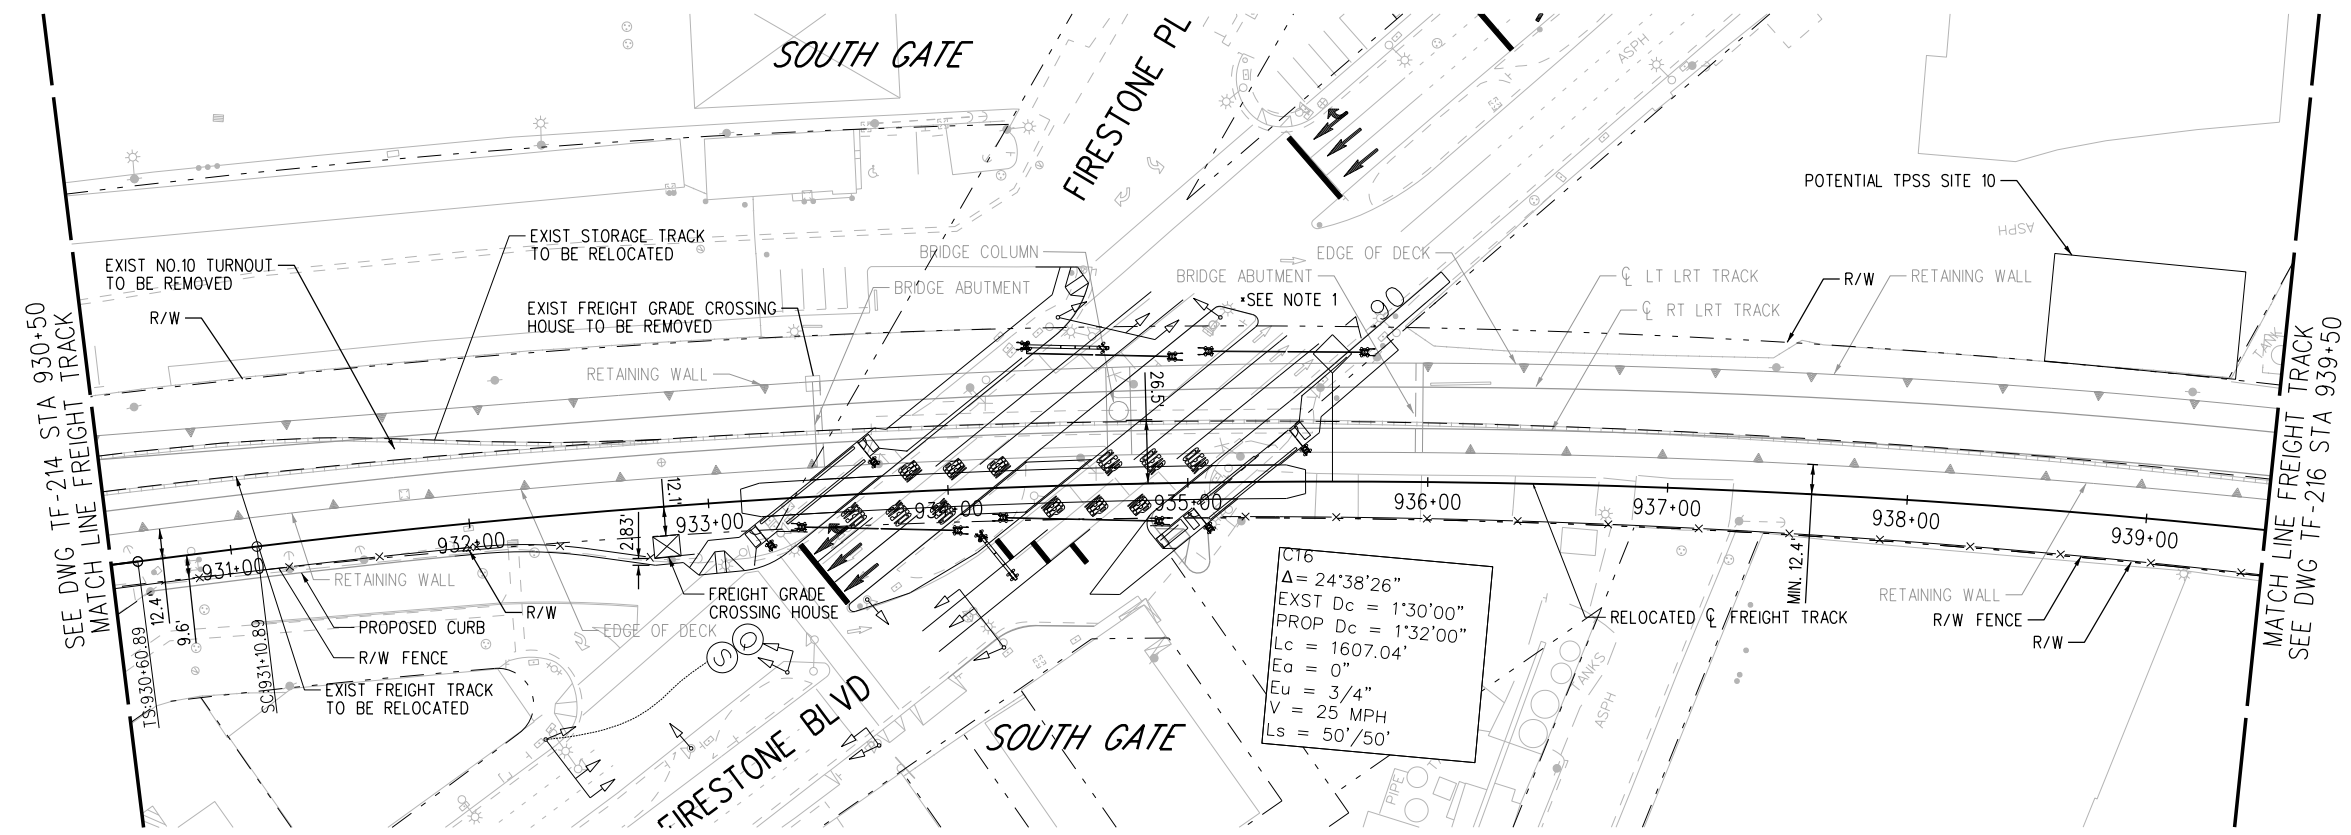 SOUTH GATE
FIRESTONE PL
ASPH
POTENTIAL TPSS SITE 10
ASPH
EXIST STORAGE TRACK
TO BE RELOCATED
EXIST NO.10 TURNOUT
TO BE REMOVED
R/W
EXIST FREIGHT GRADE CROSSING
HOUSE TO BE REMOVED
BRIDGE COLUMN
BRIDGE ABUTMENT
EDGE OF DECK
BRIDGE ABUTMENT
*SEE NOTE 1
90
℄ LT LRT TRACK
℄ RT LRT TRACK
R/W
RETAINING WALL
TANK
RETAINING WALL
26.5'
SEE DWG TF-214 STA 930+50
MATCH LINE FREIGHT TRACK
MATCH LINE FREIGHT TRACK
SEE DWG TF-216 STA 939+50
12.1'
2.83'
931+00
932+00
933+00
934+00
935+00
936+00
937+00
938+00
939+00
12.4'
9.6'
TS:930+60.89
SC:931+10.89
RETAINING WALL
R/W
PROPOSED CURB
R/W FENCE
EXIST FREIGHT TRACK
TO BE RELOCATED
EDGE OF DECK
FREIGHT GRADE
CROSSING HOUSE
S
Q
FIRESTONE BLVD
SOUTH GATE
C16
Δ= 24°38'26"
EXST Dc = 1°30'00"
PROP Dc = 1°32'00"
Lc = 1607.04'
Ea = 0"
Eu = 3/4"
V = 25 MPH
Ls = 50'/50'
RELOCATED ℄ FREIGHT TRACK
MIN. 12.4'
RETAINING WALL
R/W FENCE
R/W
TANKS
ASPH
PIPE